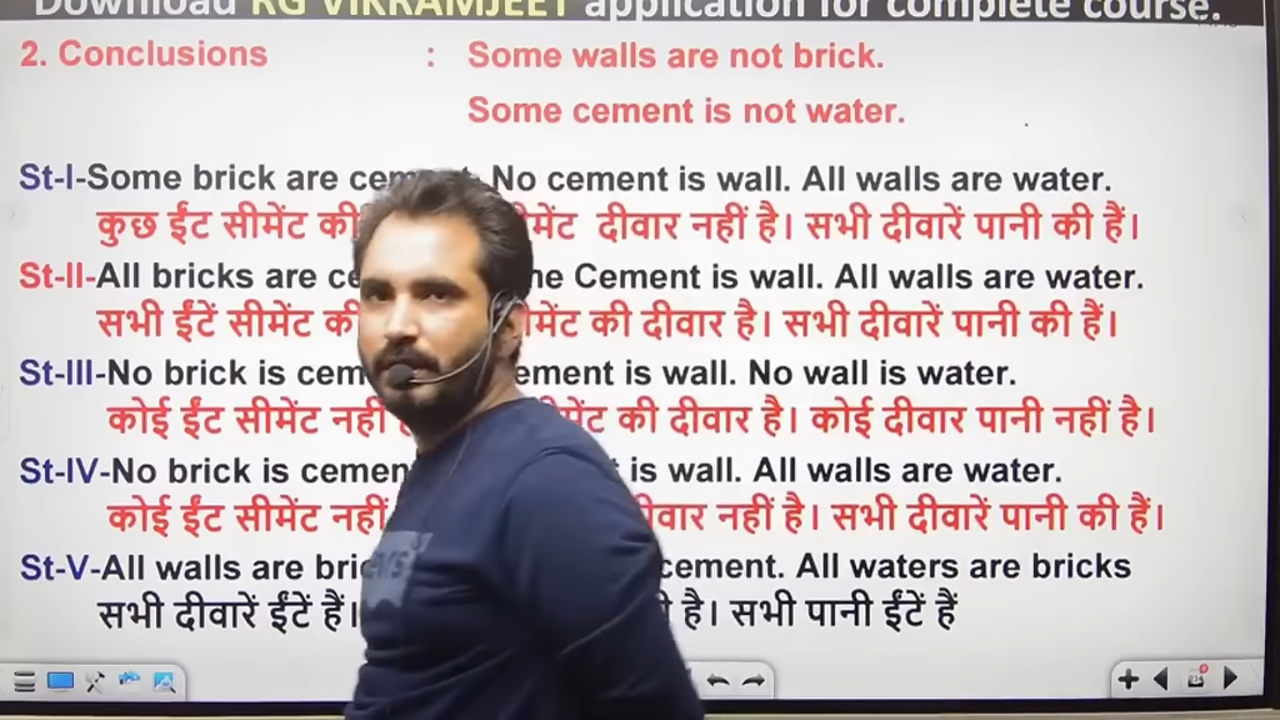 Download RG VIKRAMJEET application for complete course.
2. Conclusions : Some walls are not brick.
Some cement is not water.
St-I-Some brick are cement. No cement is wall. All walls are water.
कुछ ईंट सीमेंट की दीवार नहीं है। सभी दीवारें पानी की हैं।
St-II-All bricks are Cement is wall. All walls are water.
सभी ईंटें सीमेंट की की दीवार है। सभी दीवारें पानी की हैं।
St-III-No brick is is wall. No wall is water.
कोई ईंट सीमेंट नहीं की दीवार है। कोई दीवार पानी नहीं है।
St-IV-No brick is is wall. All walls are water.
कोई ईंट सीमेंट नहीं नहीं है। सभी दीवारें पानी की हैं।
St-V-All walls are cement. All waters are bricks
सभी दीवारें ईंटें हैं। है। सभी पानी ईंटें हैं